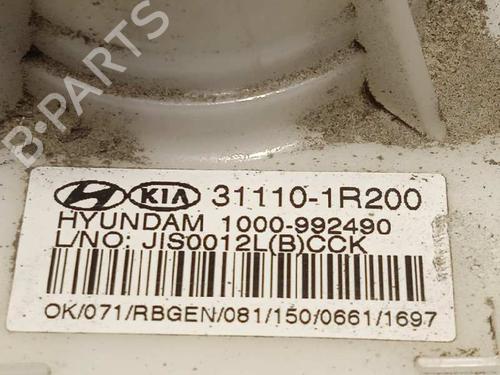 B-PARTS
KIA 31110-1R200
HYUNDAM 1000-992490
L/NO: JIS0012L(B)CCK
OK/071/RBGEN/081/150/0661/1697